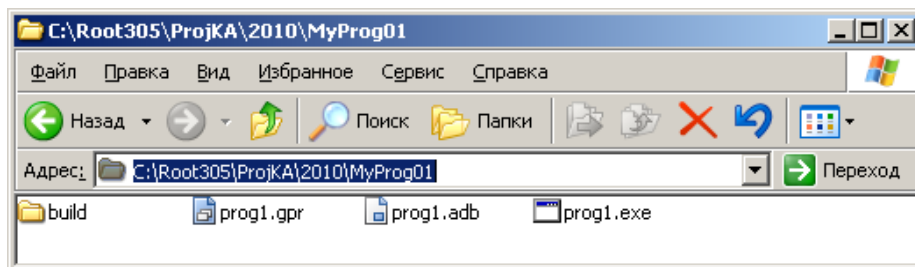 C:\Root305\ProjKA\2010\MyProg01
Файл Правка Вид Избранное Сервис Справка
Назад Поиск Папки
Адрес: C:\Root305\ProjKA\2010\MyProg01 Переход
build prog1.gpr prog1.adb prog1.exe